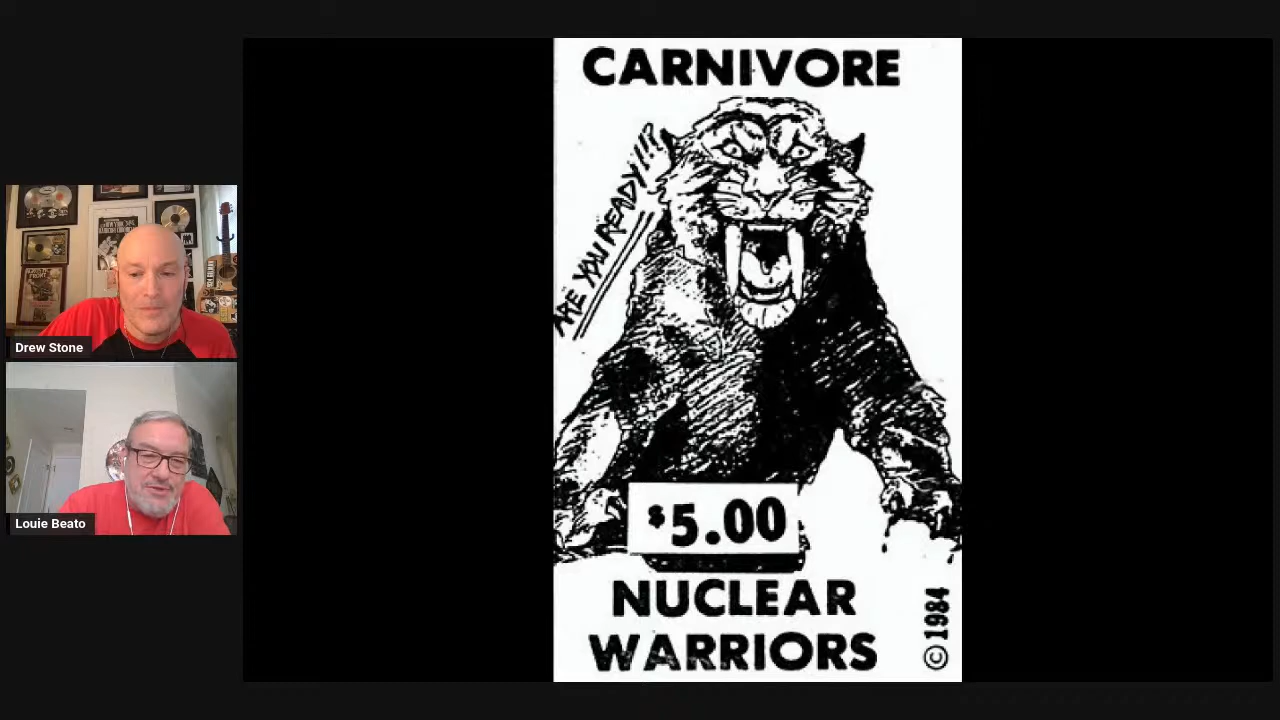 CARNIVORE
ARE YOU READY!!?
$5.00
NUCLEAR
WARRIORS
© 1984
Drew Stone
Louie Beato